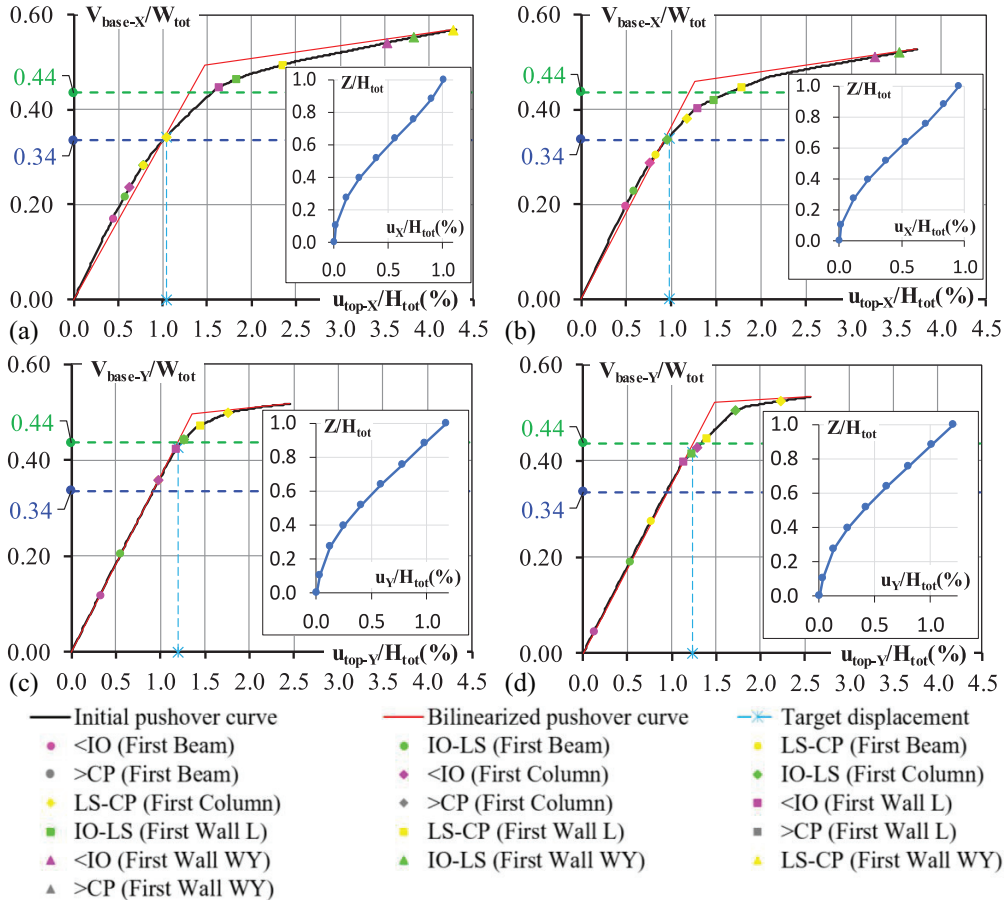 V_base-X/W_tot
0.60
0.44
0.40
0.34
0.20
0.00
Z/H_tot
1.0
0.8
0.6
0.4
0.2
0.0
u_X/H_tot(%)
0.0 0.5 1.0
u_top-X/H_tot(%)
(a)
0.0 0.5 1.0 1.5 2.0 2.5 3.0 3.5 4.0 4.5
V_base-X/W_tot
0.60
0.44
0.40
0.34
0.20
0.00
Z/H_tot
1.0
0.8
0.6
0.4
0.2
0.0
u_X/H_tot(%)
0.0 0.5 1.0
u_top-X/H_tot(%)
(b)
0.0 0.5 1.0 1.5 2.0 2.5 3.0 3.5 4.0 4.5
V_base-Y/W_tot
0.60
0.44
0.40
0.34
0.20
0.00
Z/H_tot
1.0
0.8
0.6
0.4
0.2
0.0
u_Y/H_tot(%)
0.0 0.5 1.0
u_top-Y/H_tot(%)
(c)
0.0 0.5 1.0 1.5 2.0 2.5 3.0 3.5 4.0 4.5
V_base-Y/W_tot
0.60
0.44
0.40
0.34
0.20
0.00
Z/H_tot
1.0
0.8
0.6
0.4
0.2
0.0
u_Y/H_tot(%)
0.0 0.5 1.0
u_top-Y/H_tot(%)
(d)
0.0 0.5 1.0 1.5 2.0 2.5 3.0 3.5 4.0 4.5
Initial pushover curve Bilinearized pushover curve Target displacement
<IO (First Beam) IO-LS (First Beam) LS-CP (First Beam)
>CP (First Beam) <IO (First Column) IO-LS (First Column)
LS-CP (First Column) >CP (First Column) <IO (First Wall L)
IO-LS (First Wall L) LS-CP (First Wall L) >CP (First Wall L)
<IO (First Wall WY) IO-LS (First Wall WY) LS-CP (First Wall WY)
>CP (First Wall WY)